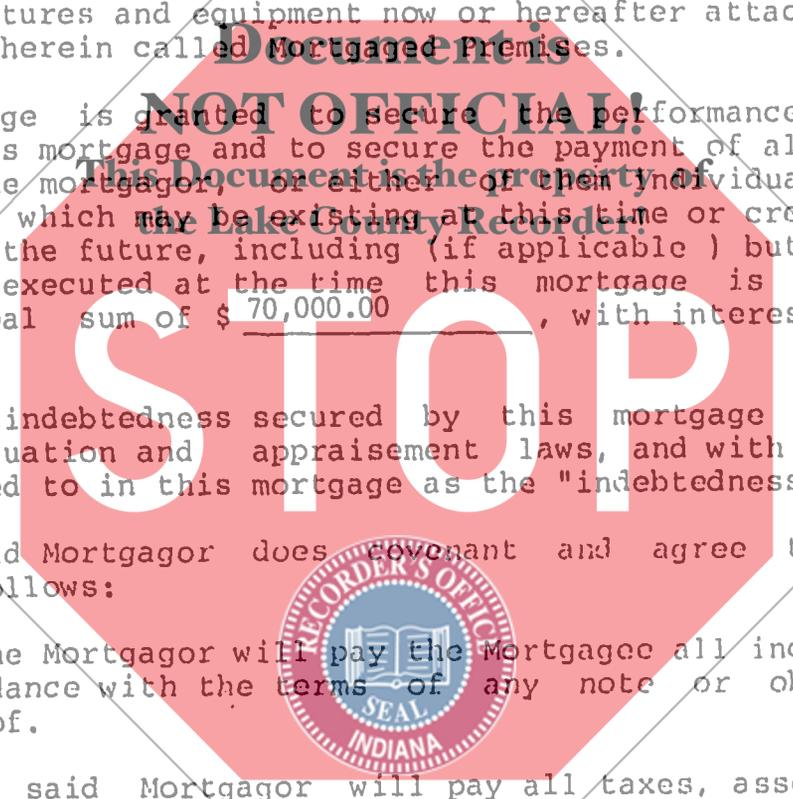 tures and equipment now or hereafter attac
herein called Mortgaged Premises.
Document is
ge is granted to secure the performance
NOT OFFICIAL!
s mortgage and to secure the payment of al
This Document is the property of
e mortgagor, or either of them individua
the Lake County Recorder!
which may be existing at this time or cre
the future, including (if applicable ) but
executed at the time this mortgage is
al sum of $ 70,000.00 , with interes
STOP
indebtedness secured by this mortgage
uation and appraisement laws, and with
ed to in this mortgage as the "indebtedness
d Mortgagor does covenant and agree t
ollows:
RECORDER'S OFFIC
ne Mortgagor will pay the Mortgagee all ind
dance with the terms of any note or ob
of.
SEAL
INDIANA
said Mortgagor will pay all taxes, asse